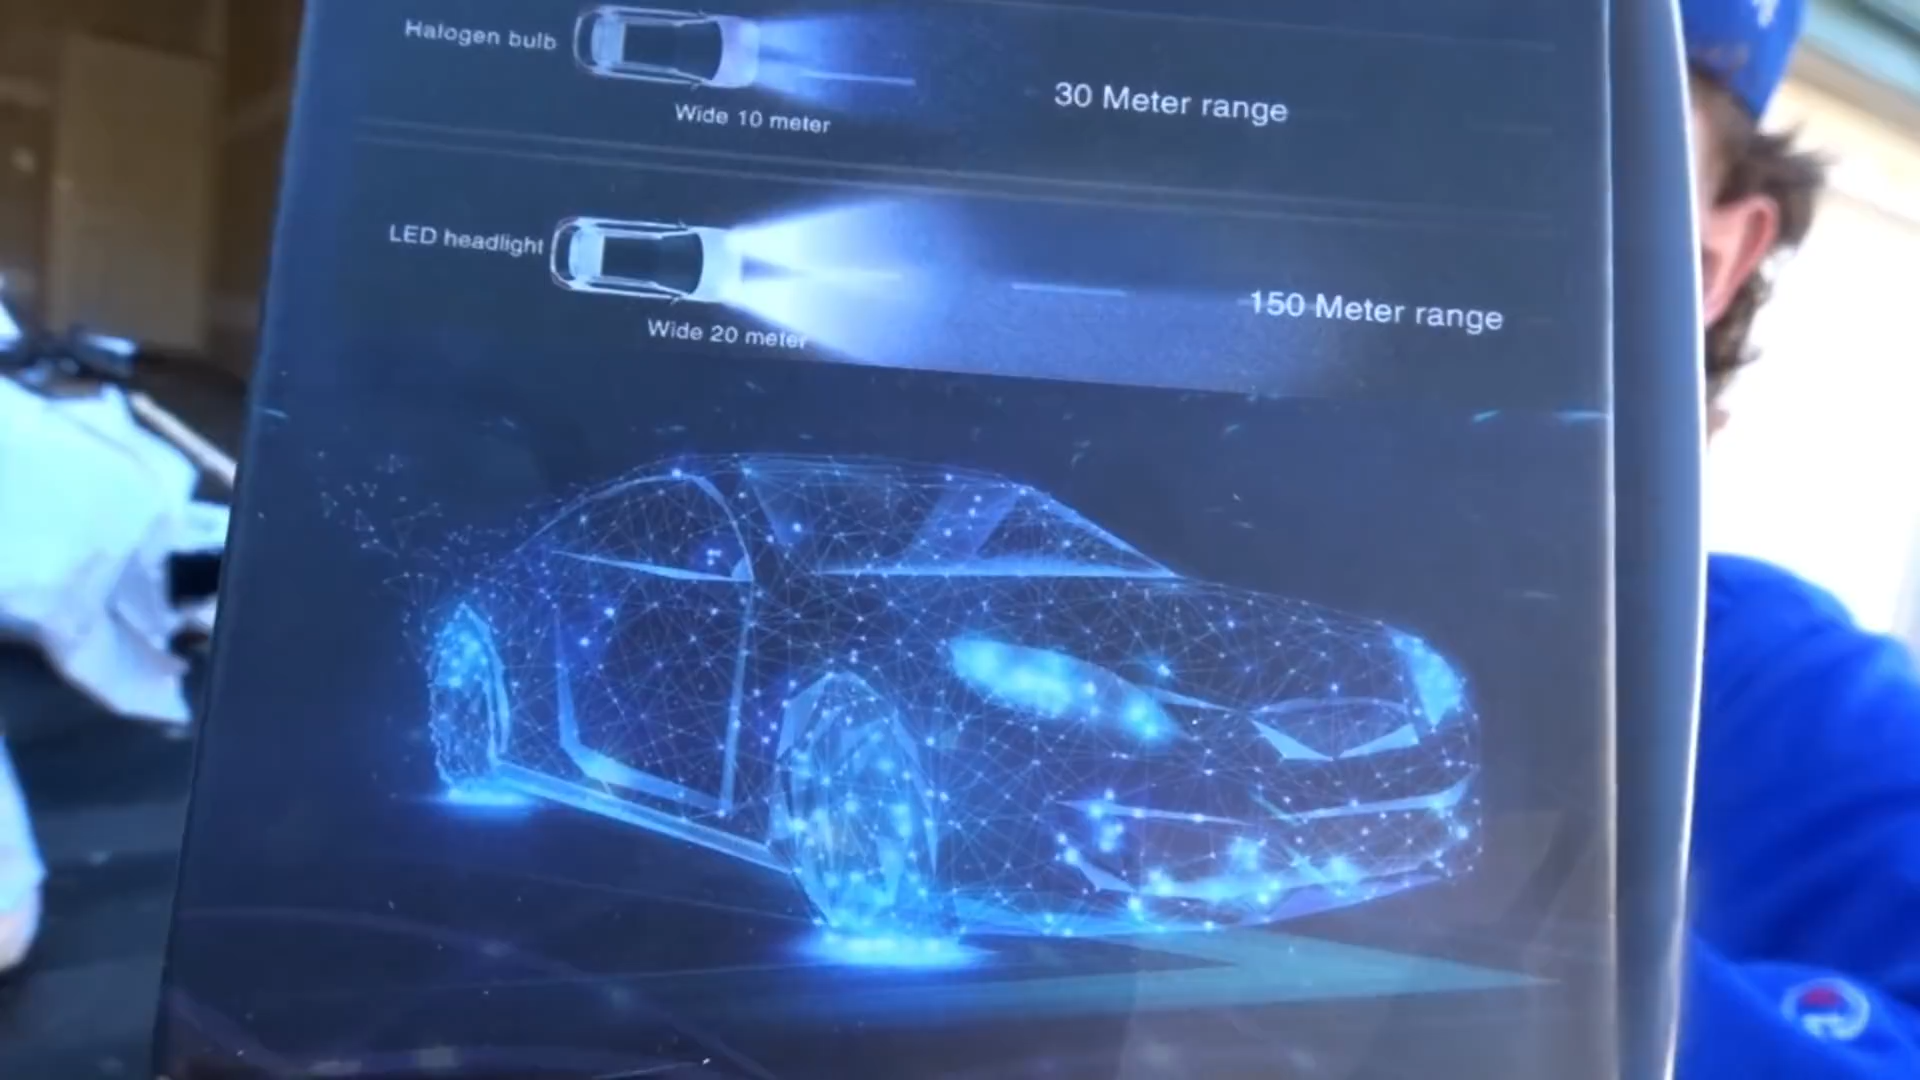 Halogen bulb
30 Meter range
Wide 10 meter
LED headlight
150 Meter range
Wide 20 meter